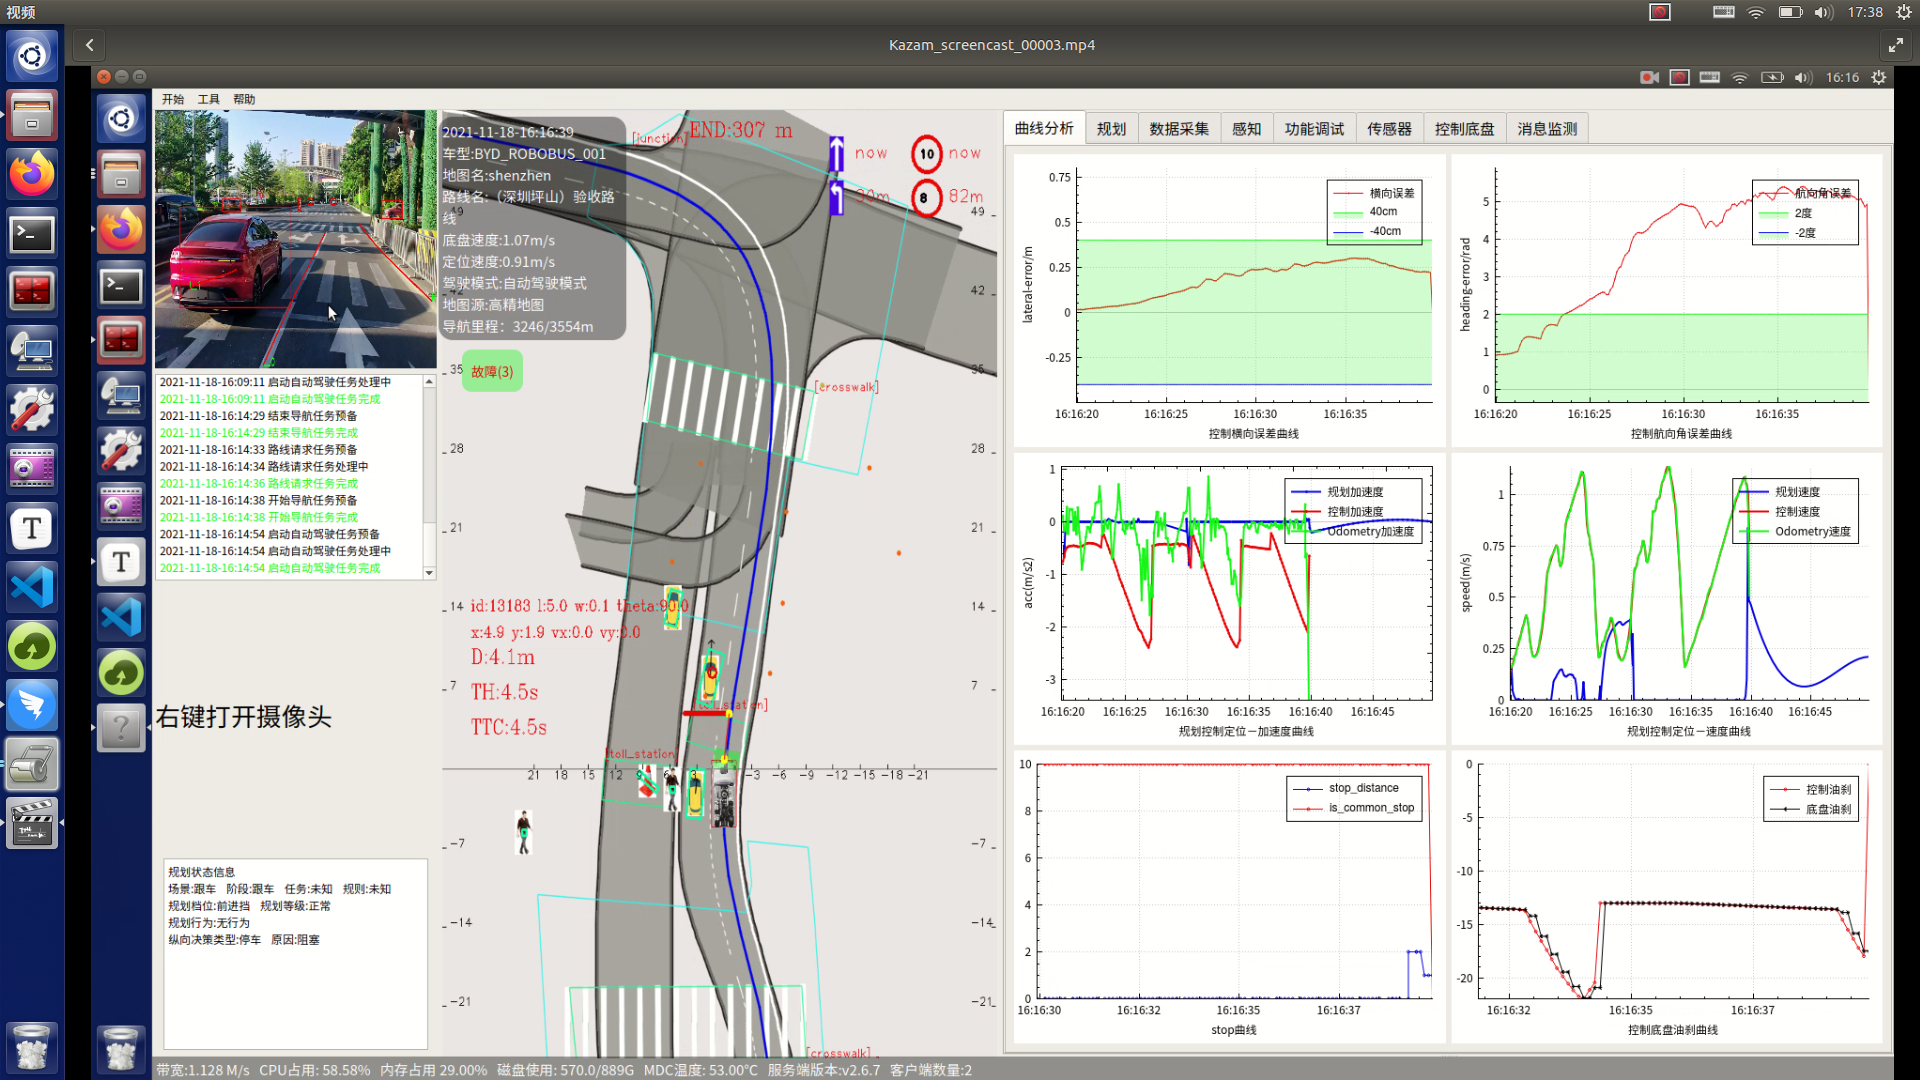 视频
17:38
Kazam_screencast_00003.mp4
16:16
开始 工具 帮助
2021-11-18-16:16:39
车型:BYD_ROBOBUS_001
地图名:shenzhen
路线名:（深圳坪山）验收路
线
底盘速度:1.07m/s
定位速度:0.91m/s
驾驶模式:自动驾驶模式
地图源:高精地图
导航里程：3246/3554m
故障(3)
[junction]
END:307 m
now
10 now
8 82m
[crosswalk]
49 49
42
35
28 28
21 21
14 14
7 7
-7 -7
-14 -14
-21 -21
id:13183 l:5.0 w:0.1 theta:90.0
x:4.9 y:1.9 vx:0.0 vy:0.0
D:4.1m
TH:4.5s
TTC:4.5s
[toll_station
21 18 15 12 9 6 -3 -6 -9 -12 -15 -18 -21
[crosswalk]
2021-11-18-16:09:11 启动自动驾驶任务处理中
2021-11-18-16:09:11 启动自动驾驶任务完成
2021-11-18-16:14:29 结束导航任务预备
2021-11-18-16:14:29 结束导航任务完成
2021-11-18-16:14:33 路线请求任务预备
2021-11-18-16:14:34 路线请求任务处理中
2021-11-18-16:14:36 路线请求任务完成
2021-11-18-16:14:38 开始导航任务预备
2021-11-18-16:14:38 开始导航任务完成
2021-11-18-16:14:54 启动自动驾驶任务预备
2021-11-18-16:14:54 启动自动驾驶任务处理中
2021-11-18-16:14:54 启动自动驾驶任务完成
右键打开摄像头
规划状态信息
场景:跟车 阶段:跟车 任务:未知 规则:未知
规划档位:前进挡 规划等级:正常
规划行为:无行为
纵向决策类型:停车 原因:阻塞
曲线分析 规划 数据采集 感知 功能调试 传感器 控制底盘 消息监测
lateral-error/m
0.75
0.5
0.25
0
-0.25
横向误差
40cm
-40cm
16:16:20 16:16:25 16:16:30 16:16:35
控制横向误差曲线
heading-error/rad
5
4
3
2
1
0
航向角误差
2度
-2度
16:16:20 16:16:25 16:16:30 16:16:35
控制航向角误差曲线
acc(m/s2)
1
0
-1
-2
-3
规划加速度
控制加速度
Odometry加速度
16:16:20 16:16:25 16:16:30 16:16:35 16:16:40 16:16:45
规划控制定位－加速度曲线
speed(m/s)
1
0.75
0.5
0.25
0
规划速度
控制速度
Odometry速度
16:16:20 16:16:25 16:16:30 16:16:35 16:16:40 16:16:45
规划控制定位－速度曲线
10
8
6
4
2
0
stop_distance
is_common_stop
16:16:30 16:16:32 16:16:35 16:16:37
stop曲线
0
-5
-10
-15
-20
控制油刹
底盘油刹
16:16:32 16:16:35 16:16:37
控制底盘油刹曲线
带宽:1.128 M/s CPU占用: 58.58% 内存占用 29.00% 磁盘使用: 570.0/889G MDC温度: 53.00°C 服务端版本:v2.6.7 客户端数量:2